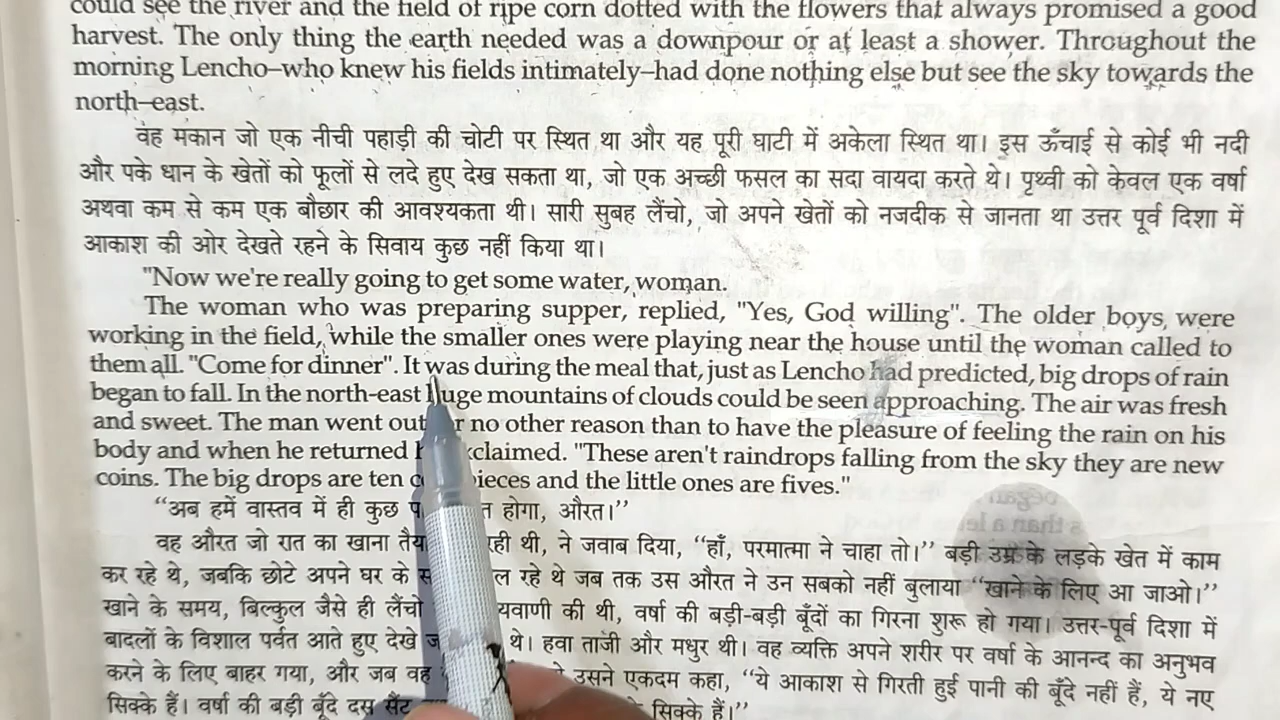 could see the river and the field of ripe corn dotted with the flowers that always promised a good
harvest. The only thing the earth needed was a downpour or at least a shower. Throughout the
morning Lencho–who knew his fields intimately–had done nothing else but see the sky towards the
north–east.
वह मकान जो एक नीची पहाड़ी की चोटी पर स्थित था और यह पूरी घाटी में अकेला स्थित था। इस ऊँचाई से कोई भी नदी
और पके धान के खेतों को फूलों से लदे हुए देख सकता था, जो एक अच्छी फसल का सदा वायदा करते थे। पृथ्वी को केवल एक वर्षा
अथवा कम से कम एक बौछार की आवश्यकता थी। सारी सुबह लैंचो, जो अपने खेतों को नजदीक से जानता था उत्तर पूर्व दिशा में
आकाश की ओर देखते रहने के सिवाय कुछ नहीं किया था।
"Now we're really going to get some water, woman.
The woman who was preparing supper, replied, "Yes, God willing". The older boys, were
working in the field, while the smaller ones were playing near the house until the woman called to
them all. "Come for dinner". It was during the meal that, just as Lencho had predicted, big drops of rain
began to fall. In the north-east huge mountains of clouds could be seen approaching. The air was fresh
and sweet. The man went out no other reason than to have the pleasure of feeling the rain on his
body and when he returned exclaimed. "These aren't raindrops falling from the sky they are new
coins. The big drops are ten pieces and the little ones are fives."
“अब हमें वास्तव में ही कुछ होगा, औरत।”
वह औरत जो रात का खाना रही थी, ने जवाब दिया, “हाँ, परमात्मा ने चाहा तो।” बड़ी उम्र के लड़के खेत में काम
कर रहे थे, जबकि छोटे अपने घर के रहे थे जब तक उस औरत ने उन सबको नहीं बुलाया “खाने के लिए आ जाओ।”
खाने के समय, बिल्कुल जैसे ही लैंचो की थी, वर्षा की बड़ी-बड़ी बूँदों का गिरना शुरू हो गया। उत्तर-पूर्व दिशा में
बादलों के विशाल पर्वत आते हुए देखे थे। हवा ताजी और मधुर थी। वह व्यक्ति अपने शरीर पर वर्षा के आनन्द का अनुभव
करने के लिए बाहर गया, और जब वह उसने एकदम कहा, “ये आकाश से गिरती हुई पानी की बूँदे नहीं हैं, ये नए
सिक्के हैं। वर्षा की बड़ी बूँदे दस सैंट सिक्के हैं।”